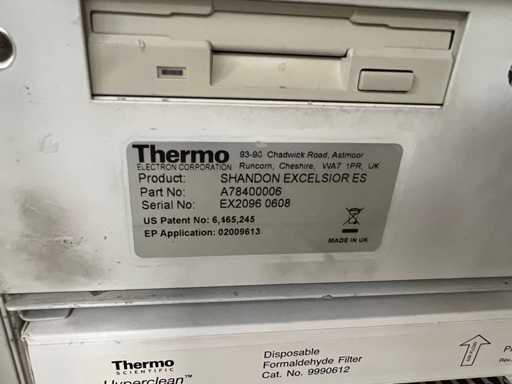 Thermo
ELECTRON CORPORATION
93-96 Chadwick Road, Astmoor
Runcorn, Cheshire, WA7 1PR, UK
Product: SHANDON EXCELSIOR ES
Part No: A78400006
Serial No: EX2096 0608
US Patent No: 6,465,245
EP Application: 02009613
MADE IN UK
Thermo
SCIENTIFIC
Hyperclean™
Disposable
Formaldehyde Filter
Cat. No. 9990612